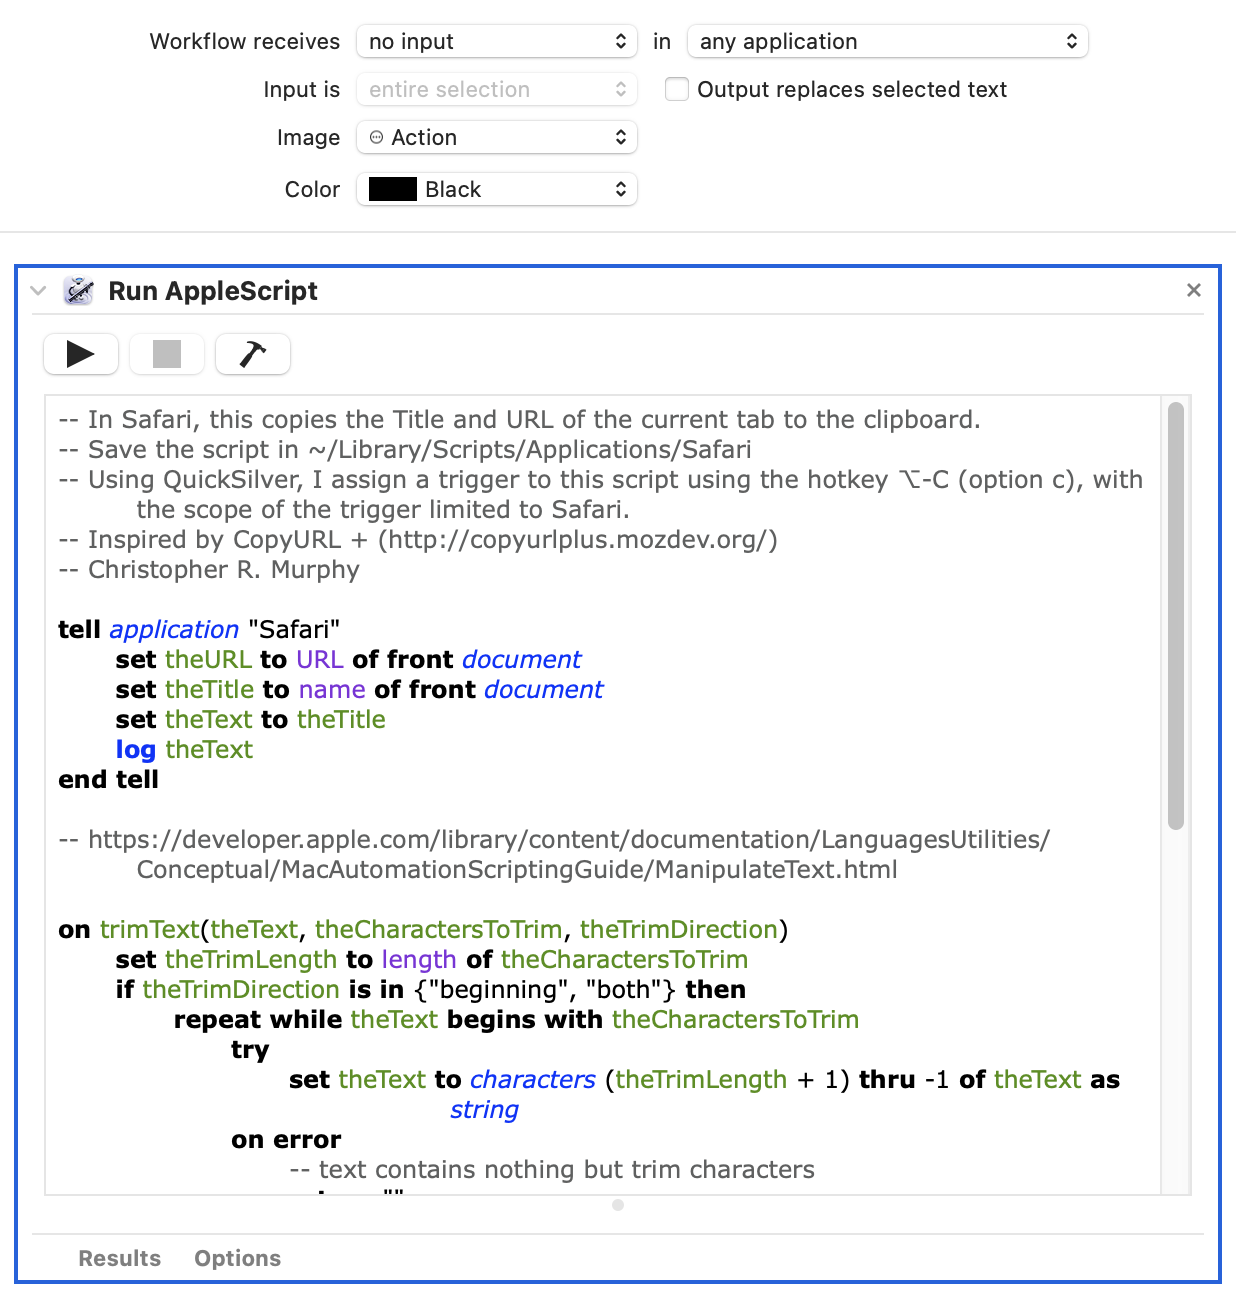 Workflow receives no input in any application
Input is entire selection Output replaces selected text
Image Action
Color Black
Run AppleScript
-- In Safari, this copies the Title and URL of the current tab to the clipboard.
-- Save the script in ~/Library/Scripts/Applications/Safari
-- Using QuickSilver, I assign a trigger to this script using the hotkey ⌥-C (option c), with
the scope of the trigger limited to Safari.
-- Inspired by CopyURL + (http://copyurlplus.mozdev.org/)
-- Christopher R. Murphy
tell application "Safari"
set theURL to URL of front document
set theTitle to name of front document
set theText to theTitle
log theText
end tell
-- https://developer.apple.com/library/content/documentation/LanguagesUtilities/
Conceptual/MacAutomationScriptingGuide/ManipulateText.html
on trimText(theText, theCharactersToTrim, theTrimDirection)
set theTrimLength to length of theCharactersToTrim
if theTrimDirection is in {"beginning", "both"} then
repeat while theText begins with theCharactersToTrim
try
set theText to characters (theTrimLength + 1) thru -1 of theText as
string
on error
-- text contains nothing but trim characters
Results Options